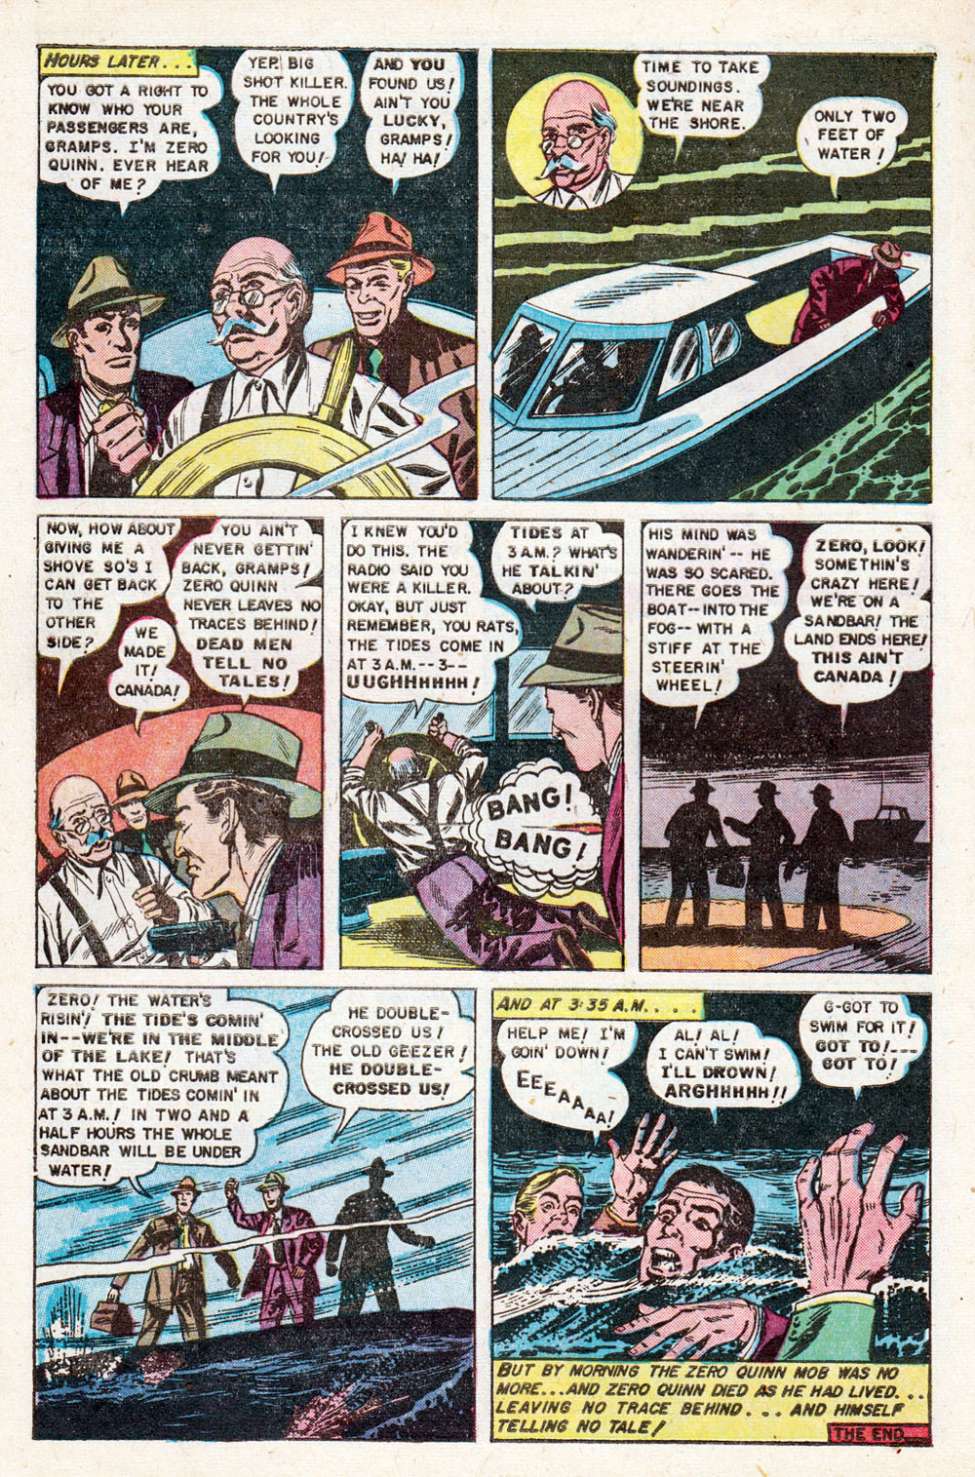 HOURS LATER...
YOU GOT A RIGHT TO
KNOW WHO YOUR
PASSENGERS ARE,
GRAMPS. I'M ZERO
QUINN. EVER HEAR
OF ME?
YEP. BIG
SHOT KILLER.
THE WHOLE
COUNTRY'S
LOOKING
FOR YOU!
AND YOU
FOUND US!
AIN'T YOU
LUCKY,
GRAMPS!
HA! HA!
TIME TO TAKE
SOUNDINGS.
WE'RE NEAR
THE SHORE.
ONLY TWO
FEET OF
WATER!
NOW, HOW ABOUT
GIVING ME A
SHOVE SO'S I
CAN GET BACK
TO THE
OTHER
SIDE?
WE
MADE
IT!
CANADA!
YOU AIN'T
NEVER GETTIN'
BACK, GRAMPS!
ZERO QUINN
NEVER LEAVES NO
TRACES BEHIND!
DEAD MEN
TELL NO
TALES!
I KNEW YOU'D
DO THIS. THE
RADIO SAID YOU
WERE A KILLER.
OKAY, BUT JUST
REMEMBER, YOU RATS,
THE TIDES COME IN
AT 3 A.M.--3--
UUGHHHHHH!
TIDES AT
3 A.M.? WHAT'S
HE TALKIN'
ABOUT?
BANG!
BANG!
HIS MIND WAS
WANDERIN'-- HE
WAS SO SCARED.
THERE GOES THE
BOAT--INTO THE
FOG--WITH A
STIFF AT THE
STEERIN'
WHEEL!
ZERO, LOOK!
SOMETHIN'S
CRAZY HERE!
WE'RE ON A
SANDBAR! THE
LAND ENDS HERE!
THIS AIN'T
CANADA!
ZERO! THE WATER'S
RISIN'! THE TIDE'S COMIN'
IN--WE'RE IN THE MIDDLE
OF THE LAKE! THAT'S
WHAT THE OLD CRUMB MEANT
ABOUT THE TIDES COMIN' IN
AT 3 A.M.! IN TWO AND A
HALF HOURS THE WHOLE
SANDBAR WILL BE UNDER
WATER!
HE DOUBLE-
CROSSED US!
THE OLD GEEZER!
HE DOUBLE-
CROSSED US!
AND AT 3:35 A.M. . . . .
HELP ME! I'M
GOIN' DOWN!
EEEAAAA!
AL! AL!
I CAN'T SWIM!
I'LL DROWN!
ARGHHHHH!!
G-GOT TO
SWIM FOR IT!
GOT TO!---
GOT TO!
BUT BY MORNING THE ZERO QUINN MOB WAS NO
MORE...AND ZERO QUINN DIED AS HE HAD LIVED...
LEAVING NO TRACE BEHIND... AND HIMSELF
TELLING NO TALE!
THE END